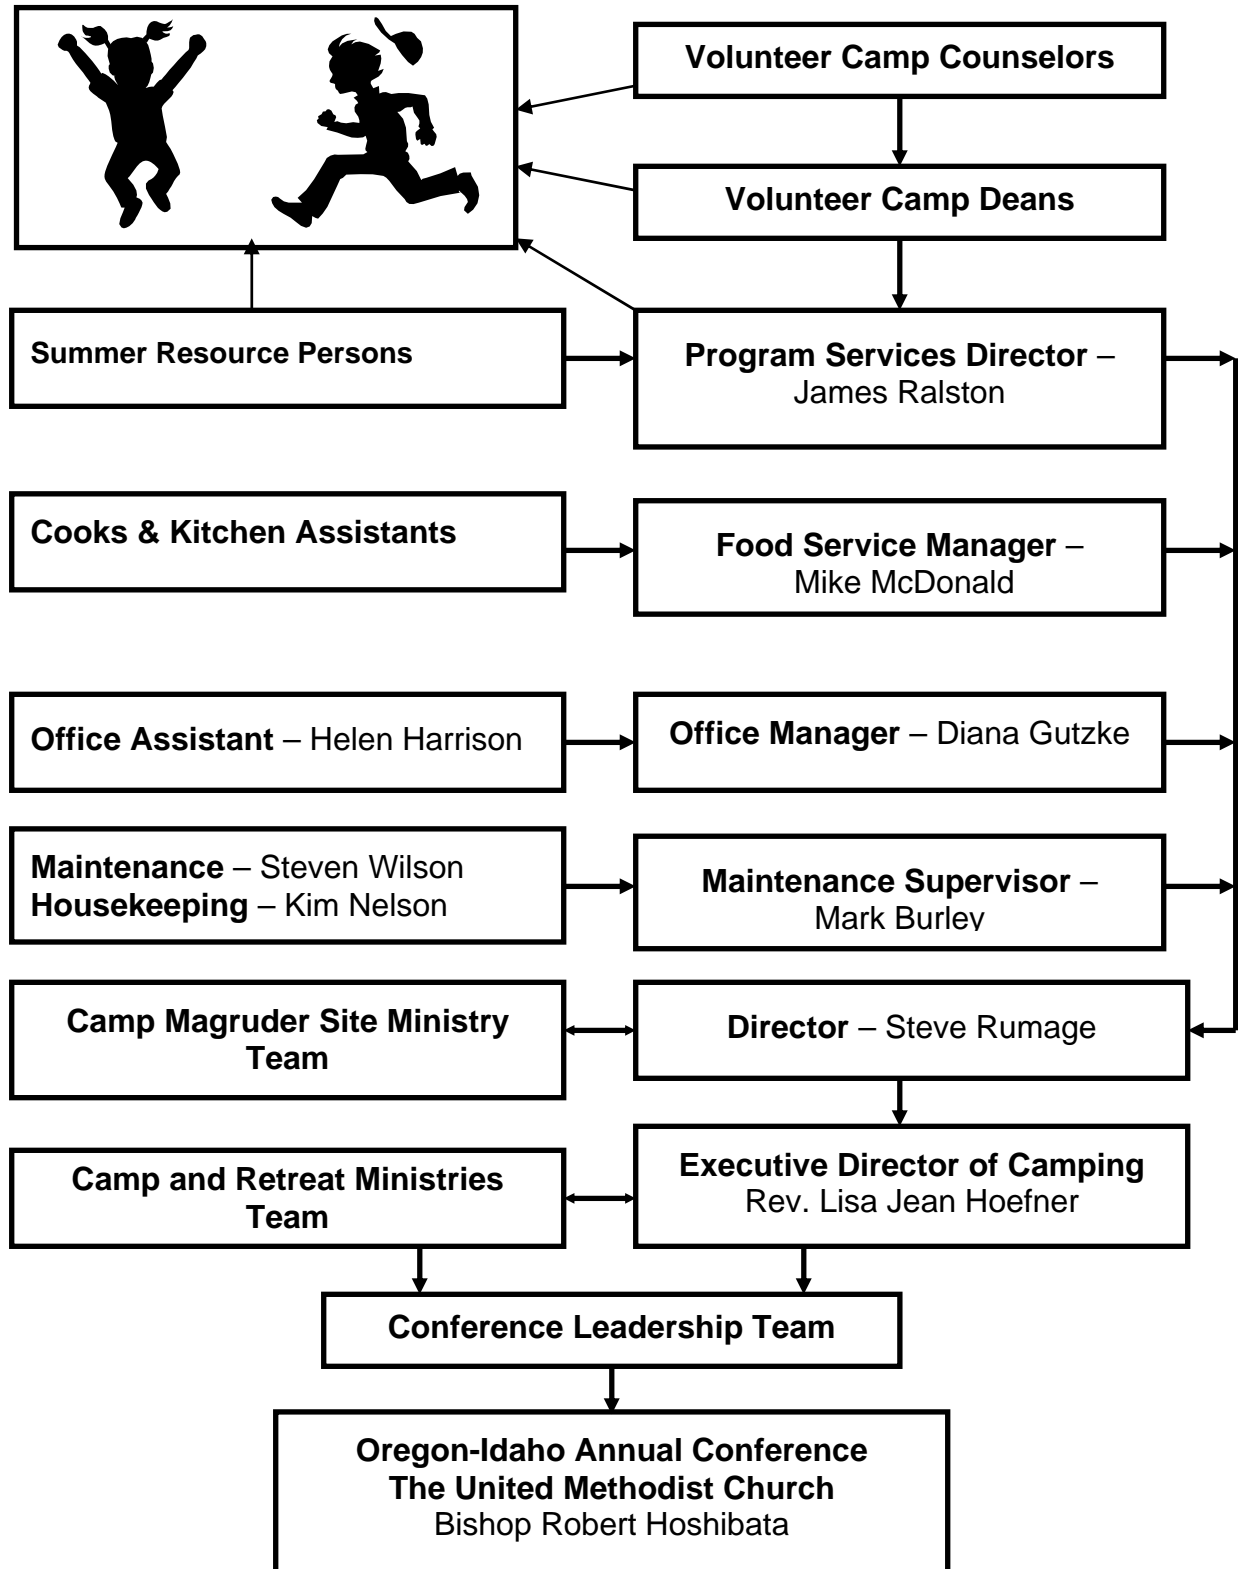 Volunteer Camp Counselors
Volunteer Camp Deans
Summer Resource Persons
Program Services Director –
James Ralston
Cooks & Kitchen Assistants
Food Service Manager –
Mike McDonald
Office Assistant – Helen Harrison
Office Manager – Diana Gutzke
Maintenance – Steven Wilson
Housekeeping – Kim Nelson
Maintenance Supervisor –
Mark Burley
Camp Magruder Site Ministry
Team
Director – Steve Rumage
Camp and Retreat Ministries
Team
Executive Director of Camping
Rev. Lisa Jean Hoefner
Conference Leadership Team
Oregon-Idaho Annual Conference
The United Methodist Church
Bishop Robert Hoshibata